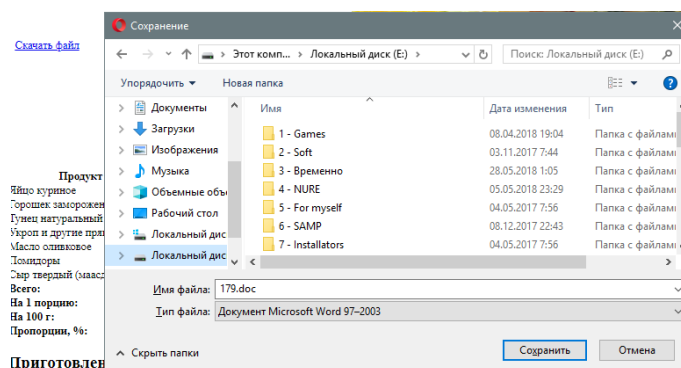 Сохранение
Скачать файл
Этот комп... > Локальный диск (E:) >
Поиск: Локальный диск (E:)
Упорядочить
Новая папка
Имя
Дата изменения
Тип
Документы
Загрузки
Изображения
Музыка
Объемные объ
Рабочий стол
Локальный дис
Локальный дис
1 - Games 08.04.2018 19:04 Папка с файлами
2 - Soft 03.11.2017 7:44 Папка с файлами
3 - Временно 28.05.2018 1:05 Папка с файлами
4 - NURE 05.05.2018 23:29 Папка с файлами
5 - For myself 04.05.2017 7:56 Папка с файлами
6 - SAMP 08.12.2017 22:43 Папка с файлами
7 - Installators 04.05.2017 7:56 Папка с файлами
Имя файла: 179.doc
Тип файла: Документ Microsoft Word 97–2003
Скрыть папки
Сохранить
Отмена
Продукт
Яйцо куриное
Горошек заморожен
Тунец натуральный
Укроп и другие пря
Масло оливковое
Помидоры
Сыр твердый (маасд
Всего:
На 1 порцию:
На 100 г:
Пропорции, %:
Приготовлен